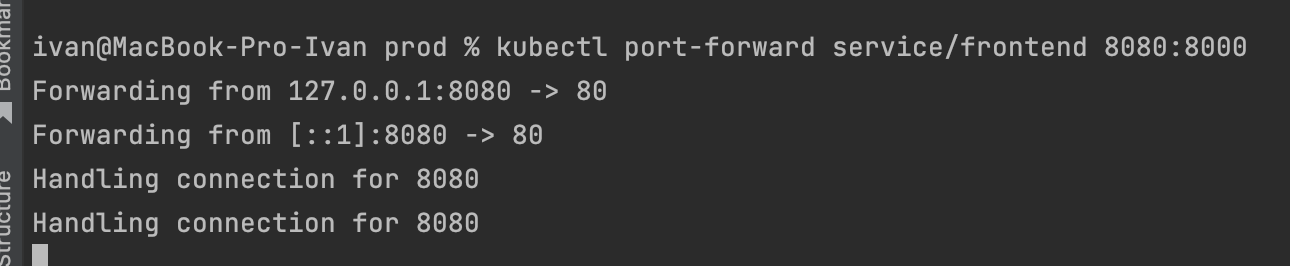 ivan@MacBook-Pro-Ivan prod % kubectl port-forward service/frontend 8080:8000
Forwarding from 127.0.0.1:8080 -> 80
Forwarding from [::1]:8080 -> 80
Handling connection for 8080
Handling connection for 8080
Structure